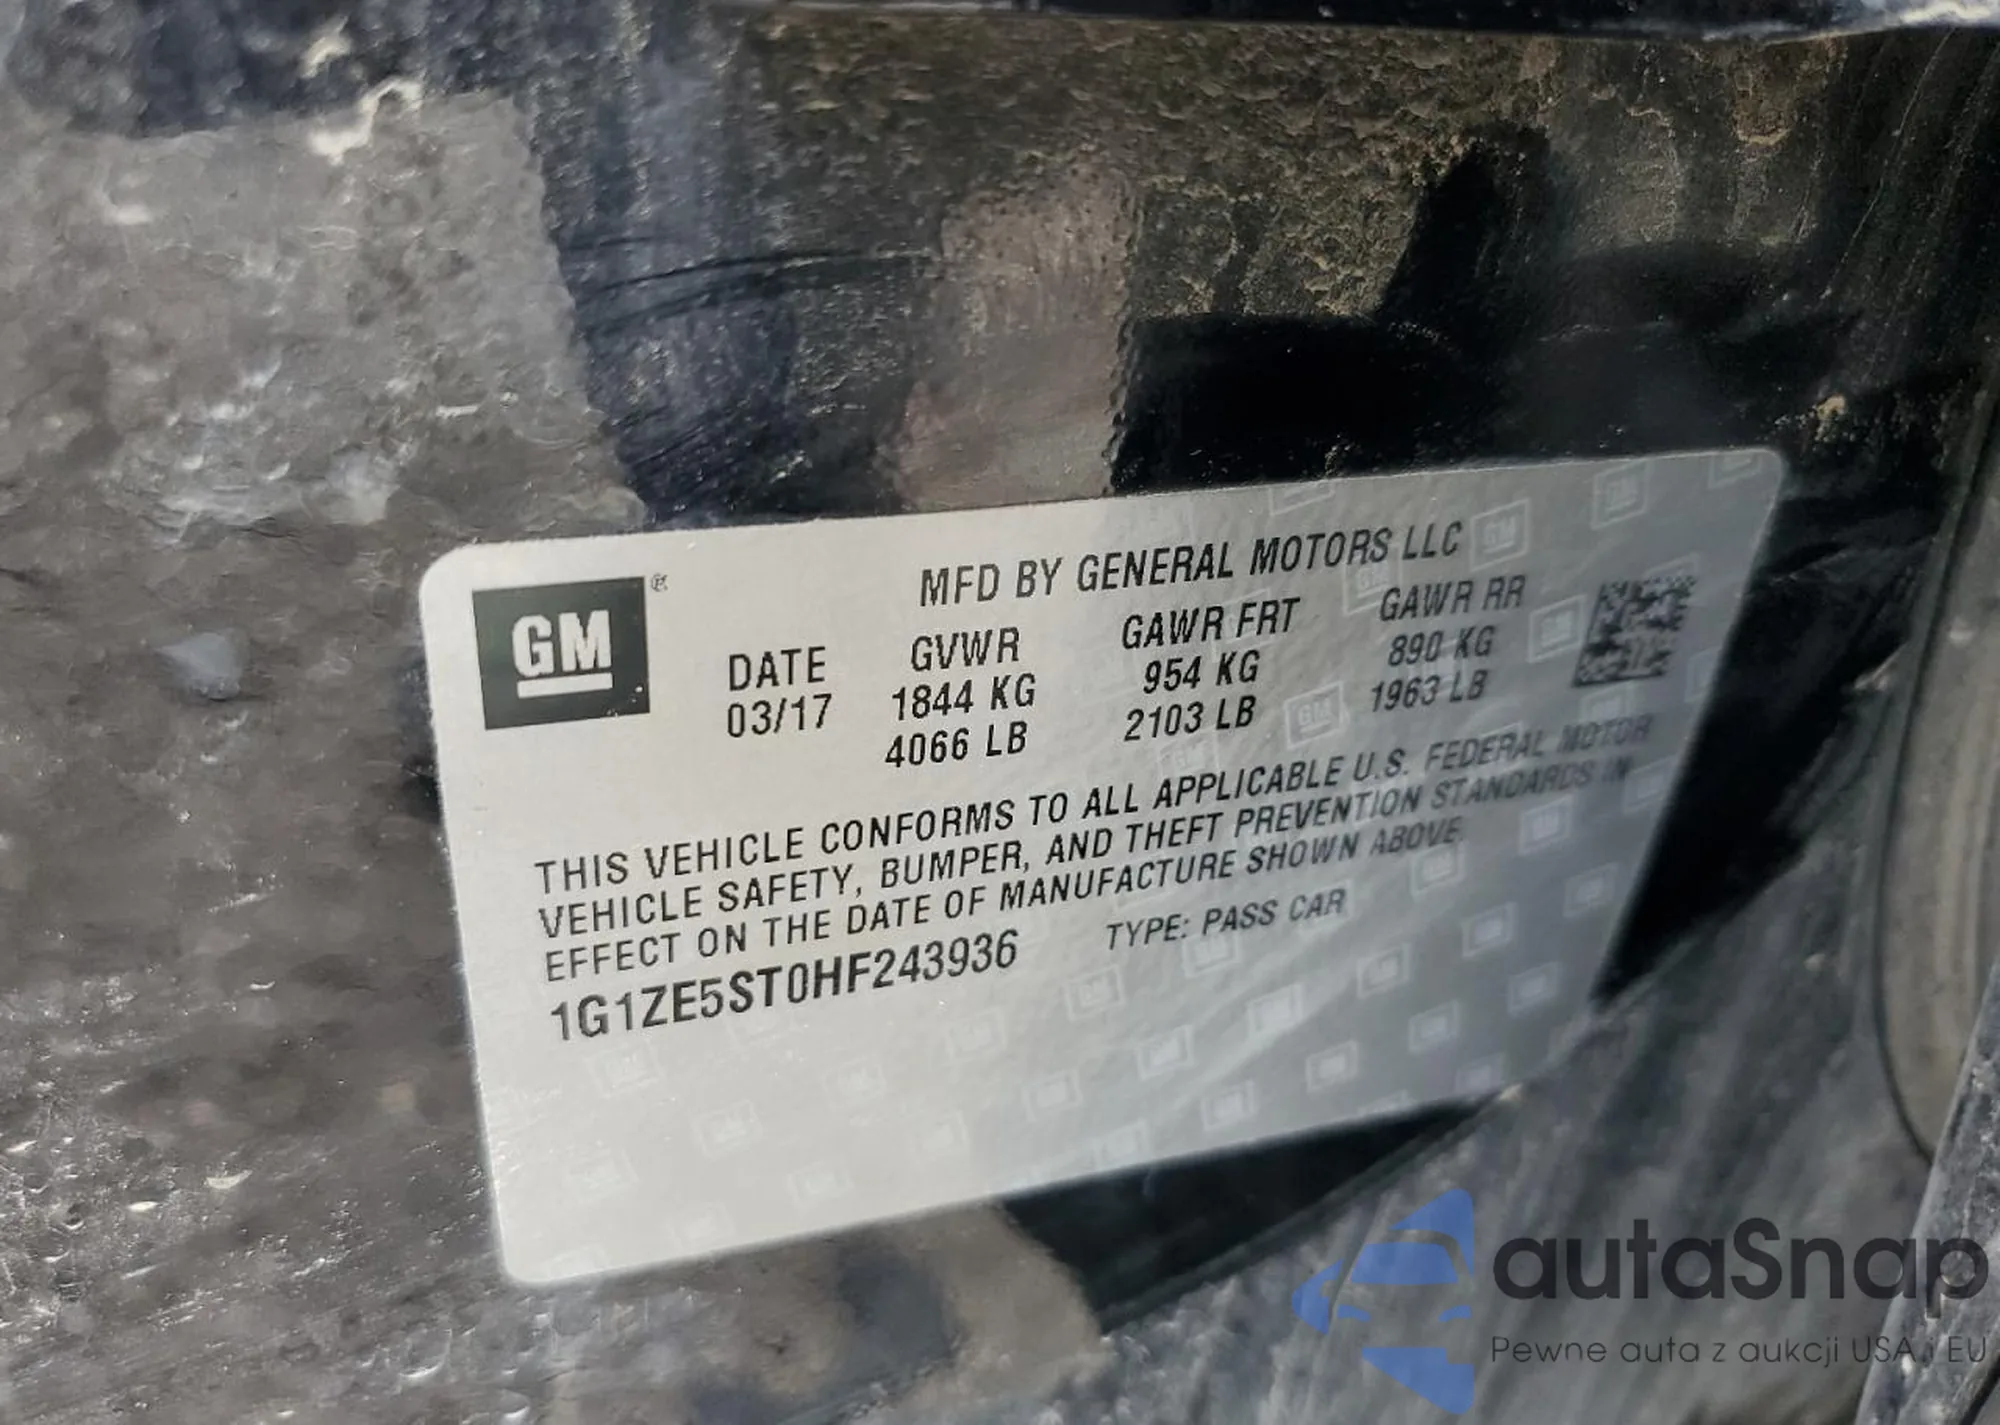 GM®
MFD BY GENERAL MOTORS LLC
DATE GVWR GAWR FRT GAWR RR
03/17 1844 KG 954 KG 890 KG
4066 LB 2103 LB 1963 LB
THIS VEHICLE CONFORMS TO ALL APPLICABLE U.S. FEDERAL MOTOR
VEHICLE SAFETY, BUMPER, AND THEFT PREVENTION STANDARDS IN
EFFECT ON THE DATE OF MANUFACTURE SHOWN ABOVE.
1G1ZE5ST0HF243936 TYPE: PASS CAR
autaSnap
Pewne auta z aukcji USA i EU